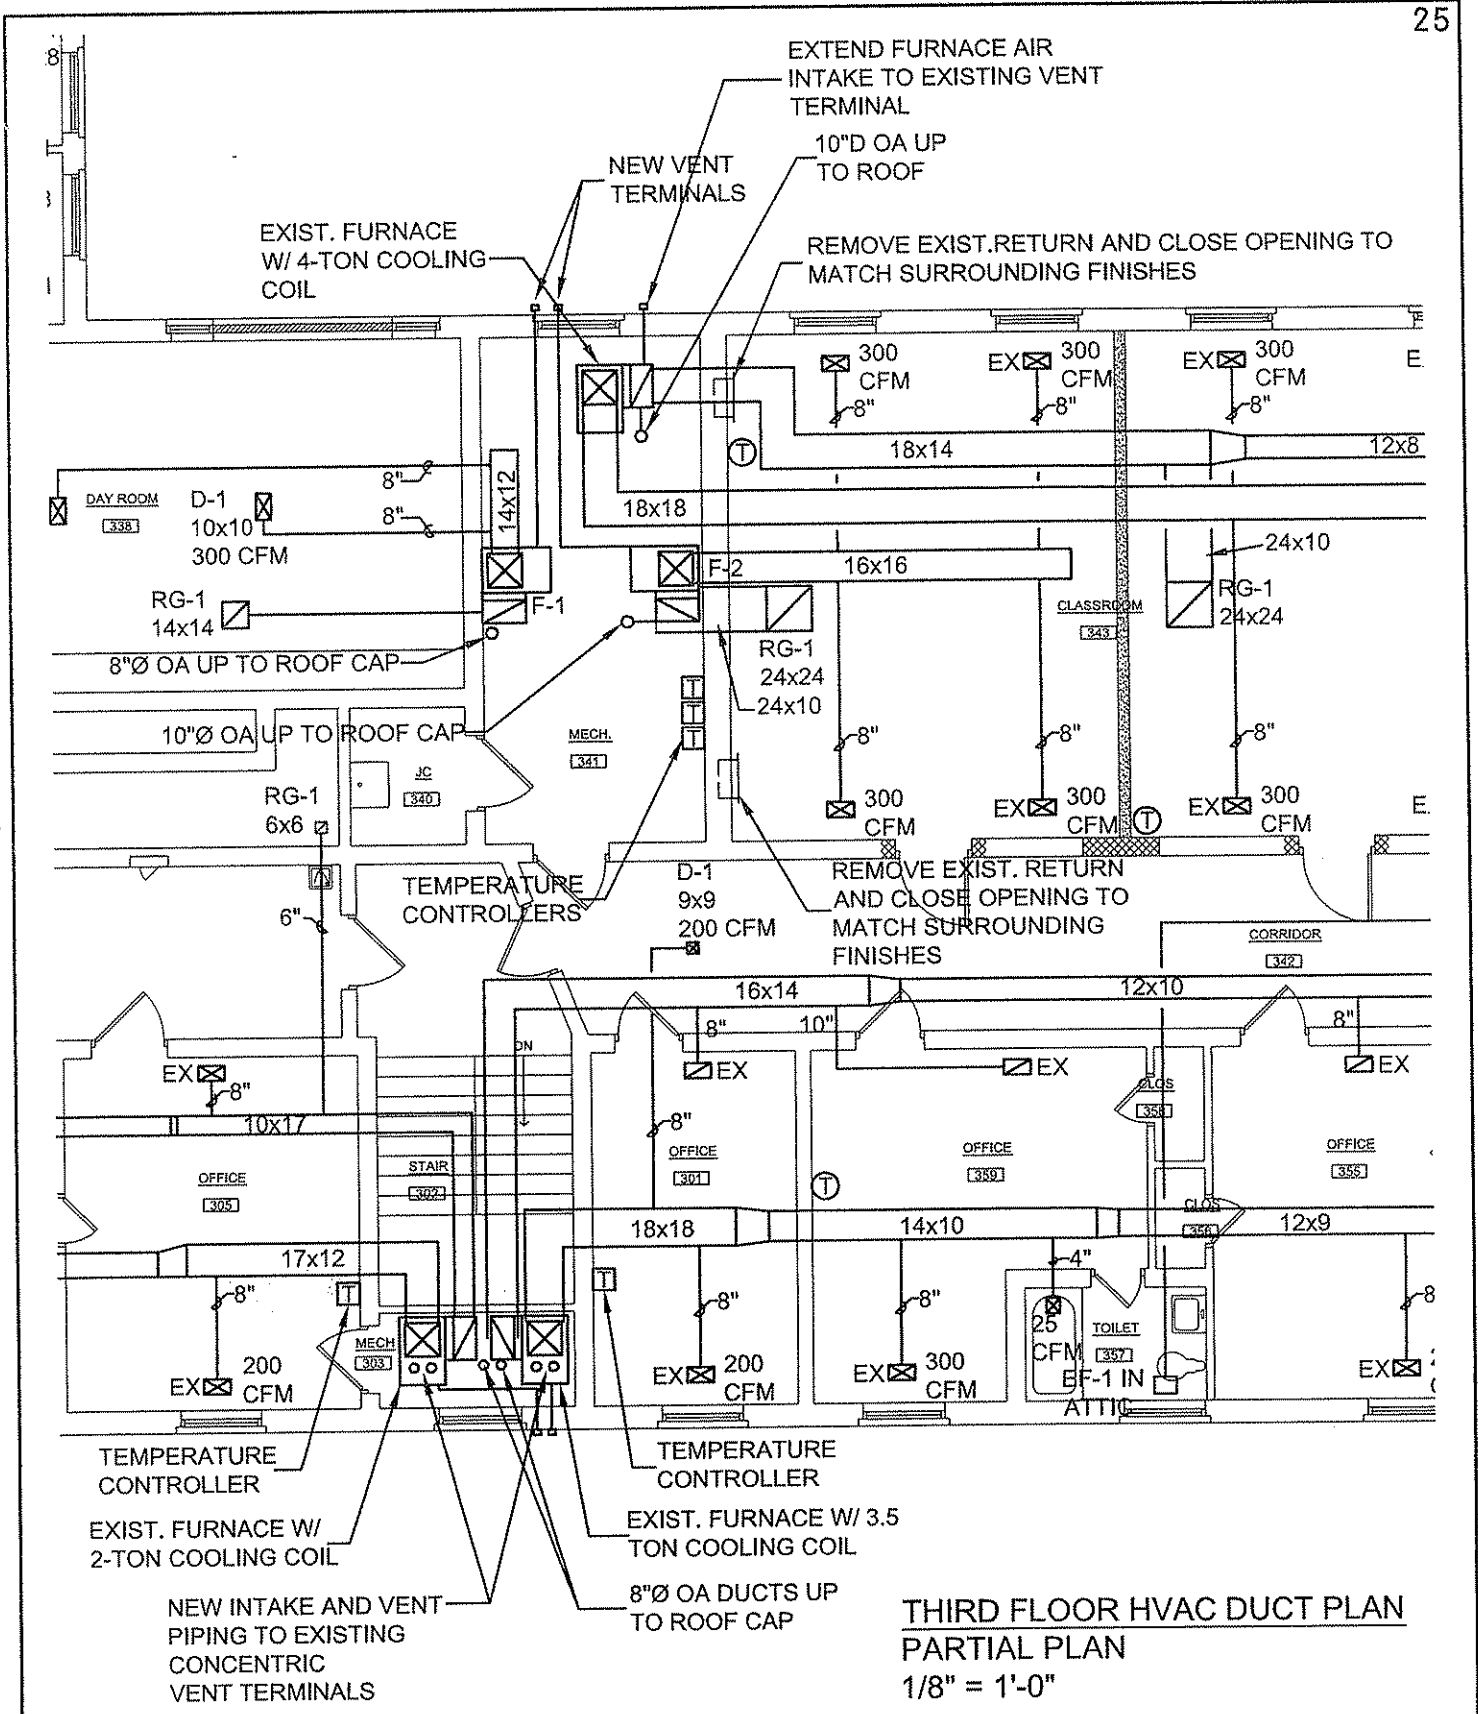 25
8
EXTEND FURNACE AIR
INTAKE TO EXISTING VENT
TERMINAL
10"D OA UP
TO ROOF
NEW VENT
TERMINALS
EXIST. FURNACE
W/ 4-TON COOLING
COIL
REMOVE EXIST.RETURN AND CLOSE OPENING TO
MATCH SURROUNDING FINISHES
300
CFM
EX
300
CFM
EX
300
CFM
E
8"
8"
8"
T
18x14
12x8
8"
14x12
DAY ROOM
338
D-1
10x10
300 CFM
8"
18x18
24x10
F-2
16x16
RG-1
14x14
F-1
CLASSROOM
343
RG-1
24x24
8"Ø OA UP TO ROOF CAP
RG-1
24x24
24x10
T
T
T
10"Ø OA UP TO ROOF CAP
MECH.
341
8"
8"
8"
JC
340
RG-1
6x6
300
CFM
EX
300
CFM
T
EX
300
CFM
E
TEMPERATURE
CONTROLLERS
D-1
9x9
200 CFM
REMOVE EXIST. RETURN
AND CLOSE OPENING TO
MATCH SURROUNDING
FINISHES
6"
CORRIDOR
342
16x14
12x10
8"
10"
8"
DN
EX
EX
EX
EX
8"
CLOS
358
10x17
8"
OFFICE
305
STAIR
302
OFFICE
301
T
OFFICE
359
OFFICE
355
CLOS
356
18x18
14x10
12x9
17x12
T
T
4"
8"
8"
8"
8
25
CFM
TOILET
357
MECH
303
EX
200
CFM
EX
200
CFM
EX
300
CFM
EF-1 IN
ATTIC
EX
TEMPERATURE
CONTROLLER
TEMPERATURE
CONTROLLER
EXIST. FURNACE W/
2-TON COOLING COIL
EXIST. FURNACE W/ 3.5
TON COOLING COIL
NEW INTAKE AND VENT
PIPING TO EXISTING
CONCENTRIC
VENT TERMINALS
8"Ø OA DUCTS UP
TO ROOF CAP
THIRD FLOOR HVAC DUCT PLAN
PARTIAL PLAN
1/8" = 1'-0"